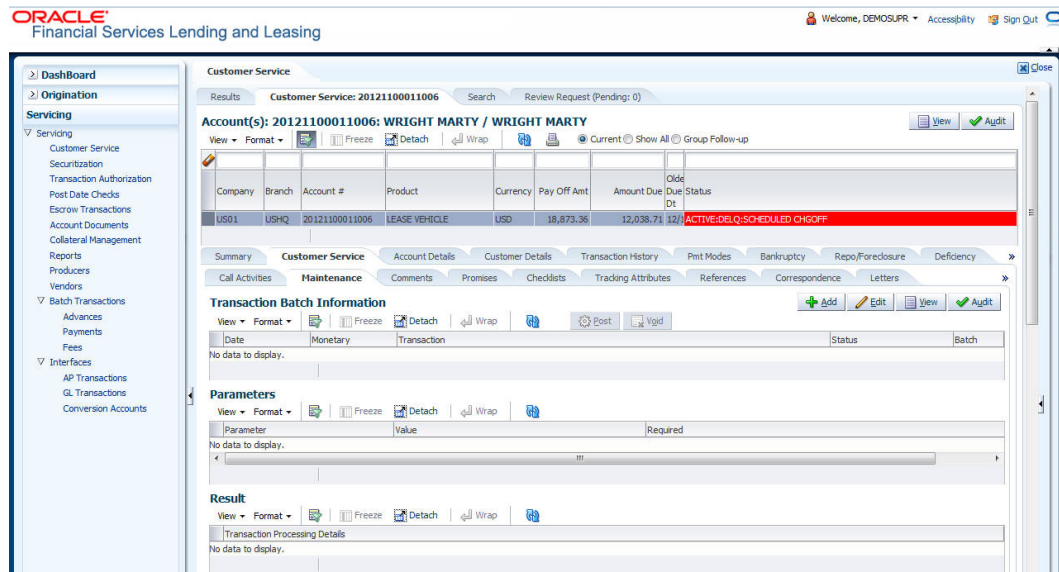 ORACLE
Financial Services Lending and Leasing
Welcome, DEMOSUPR Accessibility Sign Out
DashBoard
Origination
Servicing
Servicing
Customer Service
Securitization
Transaction Authorization
Post Date Checks
Escrow Transactions
Account Documents
Collateral Management
Reports
Producers
Vendors
Batch Transactions
Advances
Payments
Fees
Interfaces
AP Transactions
GL Transactions
Conversion Accounts
Customer Service
Close
Results Customer Service: 20121100011006 Search Review Request (Pending: 0)
Account(s): 20121100011006: WRIGHT MARTY / WRIGHT MARTY
View Audit
View Format Freeze Detach Wrap Current Show All Group Follow-up
Company Branch Account # Product Currency Pay Off Amt Amount Due Olde Due Dt Status
US01 USHQ 20121100011006 LEASE VEHICLE USD 18,873.36 12,038.71 12/ ACTIVE:DELQ:SCHEDULED CHGOFF
Summary Customer Service Account Details Customer Details Transaction History Pmt Modes Bankruptcy Repo/Foreclosure Deficiency »
Call Activities Maintenance Comments Promises Checklists Tracking Attributes References Correspondence Letters »
Transaction Batch Information
Add Edit View Audit
View Format Freeze Detach Wrap Post Void
Date Monetary Transaction Status Batch
No data to display.
Parameters
View Format Freeze Detach Wrap
Parameter Value Required
No data to display.
Result
View Format Freeze Detach Wrap
Transaction Processing Details
No data to display.